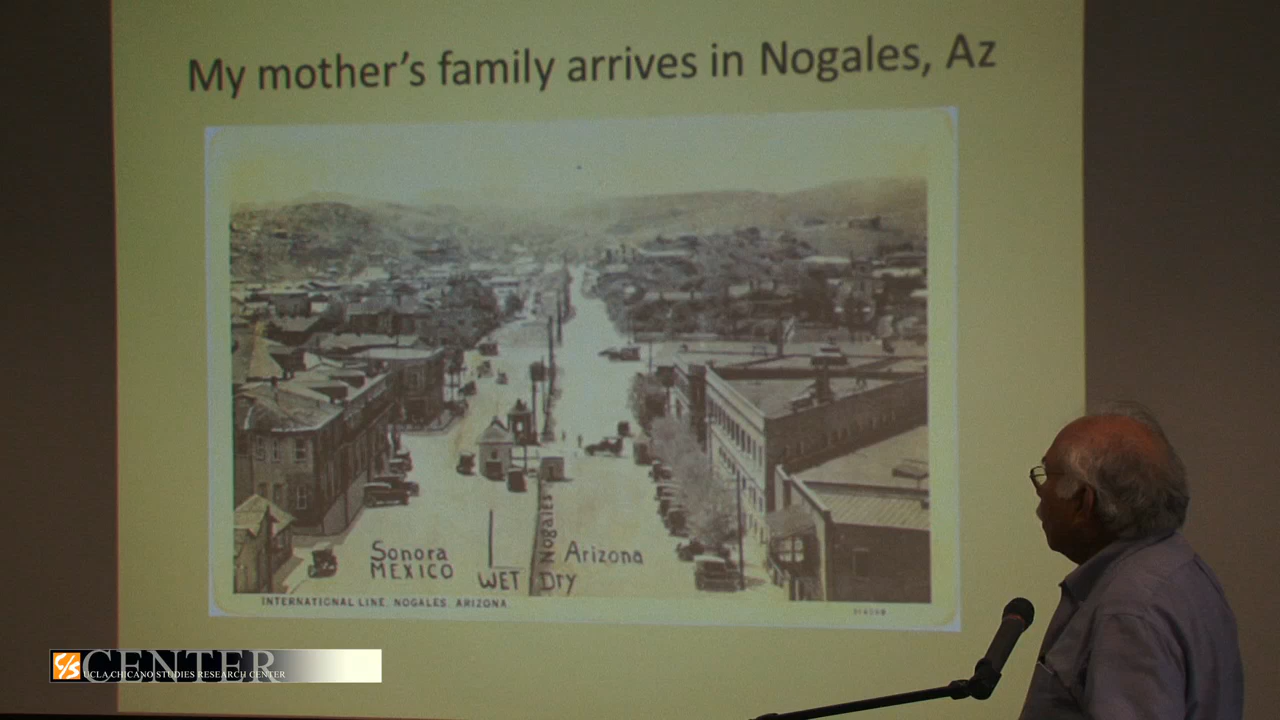 My mother's family arrives in Nogales, Az
Sonora
MEXICO
WET
Nogales
Arizona
Dry
INTERNATIONAL LINE, NOGALES, ARIZONA.
CENTER
UCLA CHICANO STUDIES RESEARCH CENTER